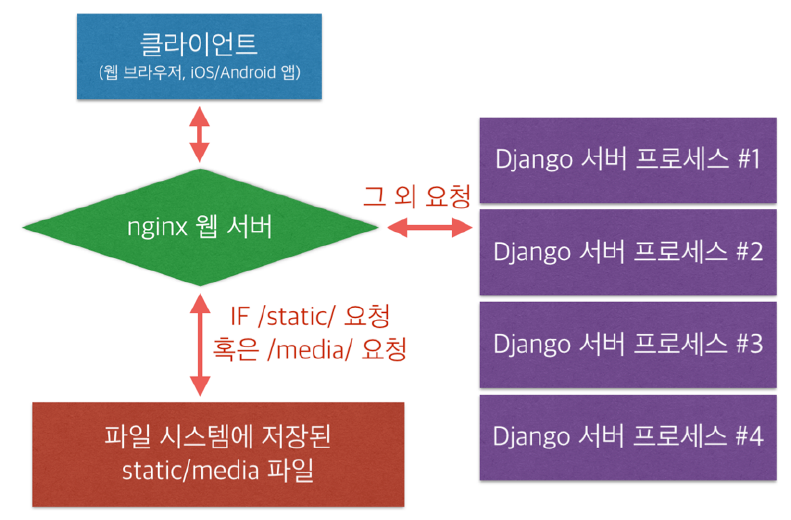 클라이언트
(웹 브라우저, iOS/Android 앱)
nginx 웹 서버
그 외 요청
IF /static/ 요청
혹은 /media/ 요청
파일 시스템에 저장된
static/media 파일
Django 서버 프로세스 #1
Django 서버 프로세스 #2
Django 서버 프로세스 #3
Django 서버 프로세스 #4